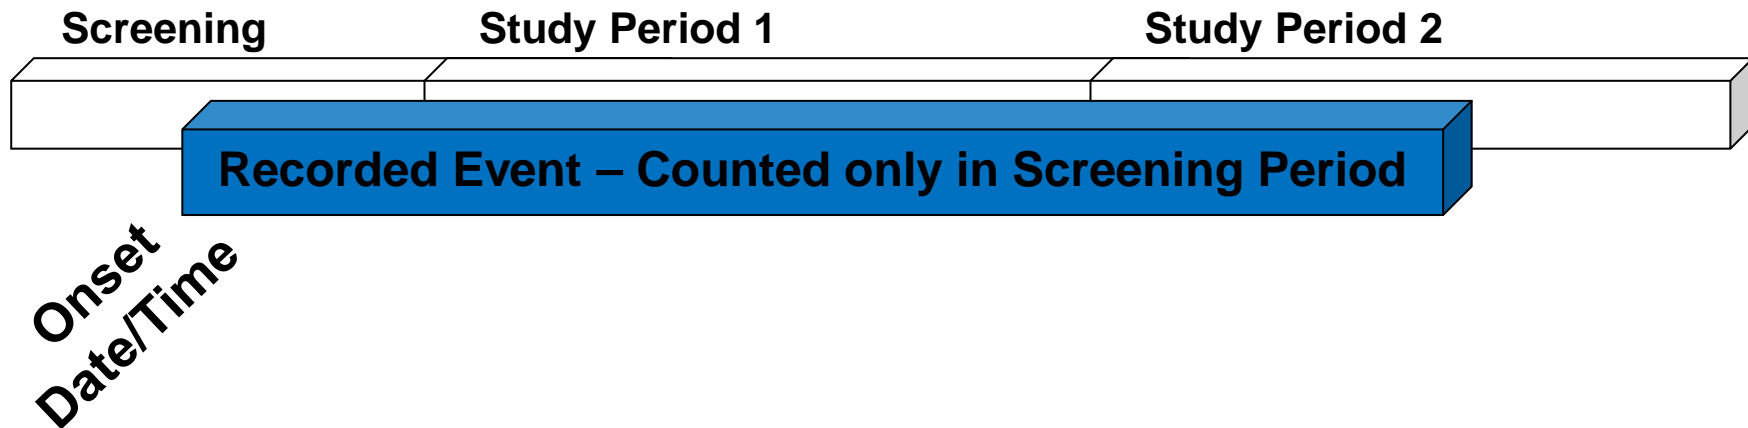 Screening Study Period 1 Study Period 2
Recorded Event – Counted only in Screening Period
Onset
Date/Time